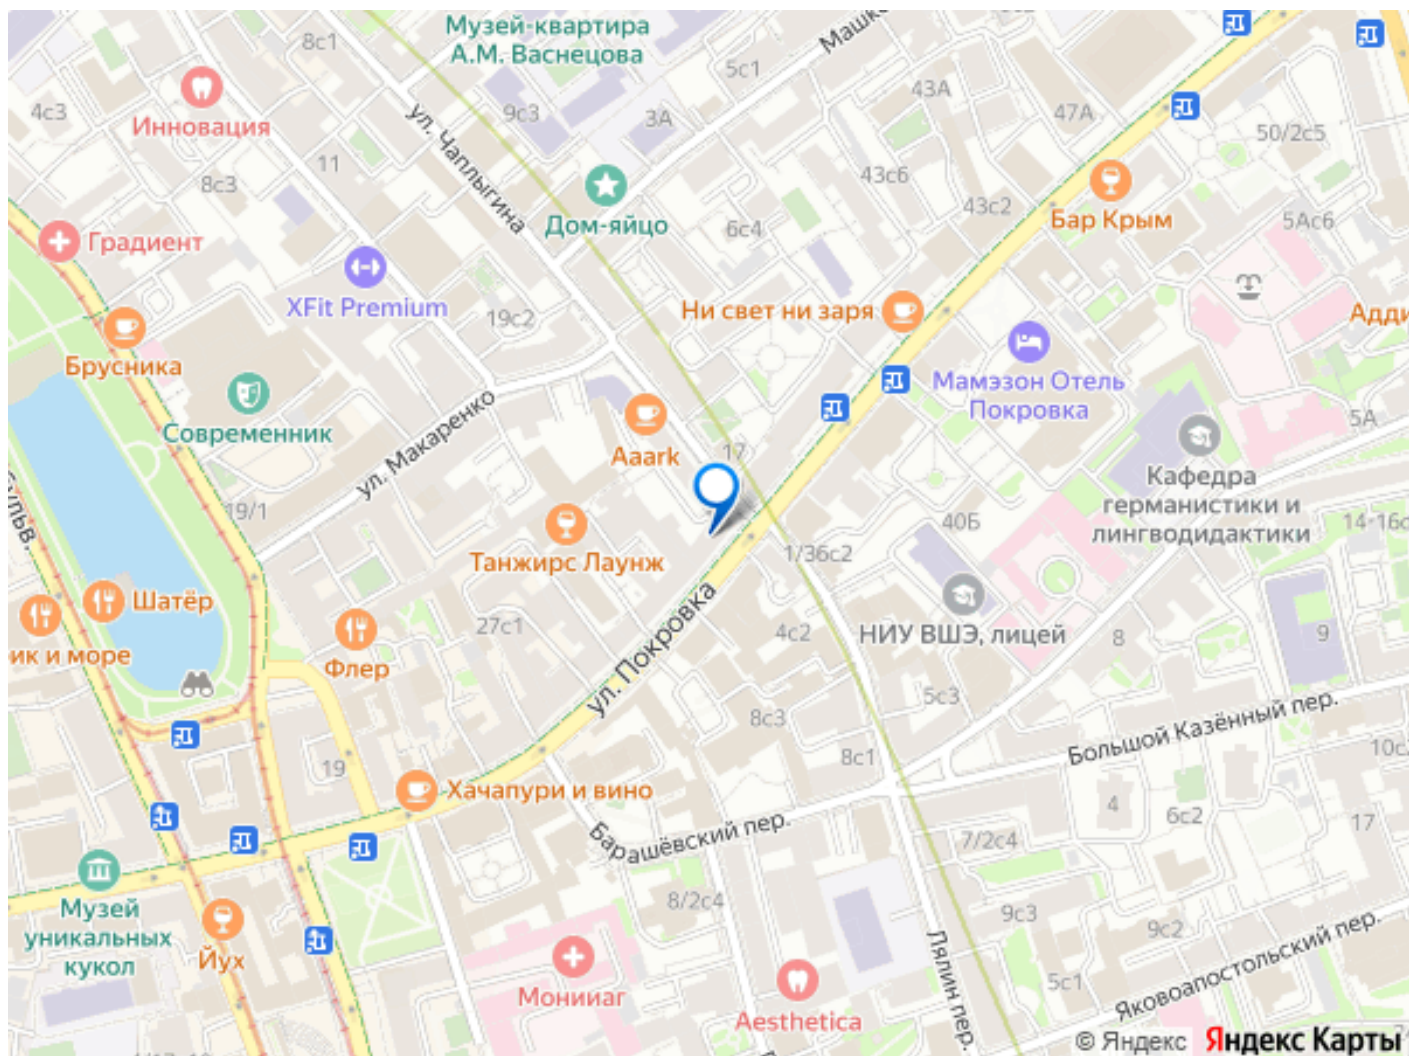 Музей-квартира
А.М. Васнецова
8с1
5с1
4с3
Инновация
9с3
3А
43А
47А
50/2с5
ул. Чаплыгина
11
8с3
43с6
43с2
Бар Крым
Дом-яйцо
6с4
5Ас6
Градиент
XFit Premium
19с2
Ни свет ни заря
Брусника
Мамэзон Отель
Покровка
Современник
ул. Макаренко
Aaark
17
5А
Кафедра
германистики и
лингводидактики
19/1
40Б
14-16с
Танжирс Лаунж
1/36с2
Шатёр
ик и море
Флер
27с1
ул. Покровка
4с2
НИУ ВШЭ, лицей
8
9
5с3
8с3
8с1
Большой Казённый пер.
10с
19
Хачапури и вино
Барашёвский пер.
4
6с2
17
7/2с4
Музей
уникальных
кукол
Йух
8/2с4
9с3
9с2
Лялин пер.
Яковоапостольский пер.
5с1
Мониаг
Aesthetica
© Яндекс Яндекс Карты